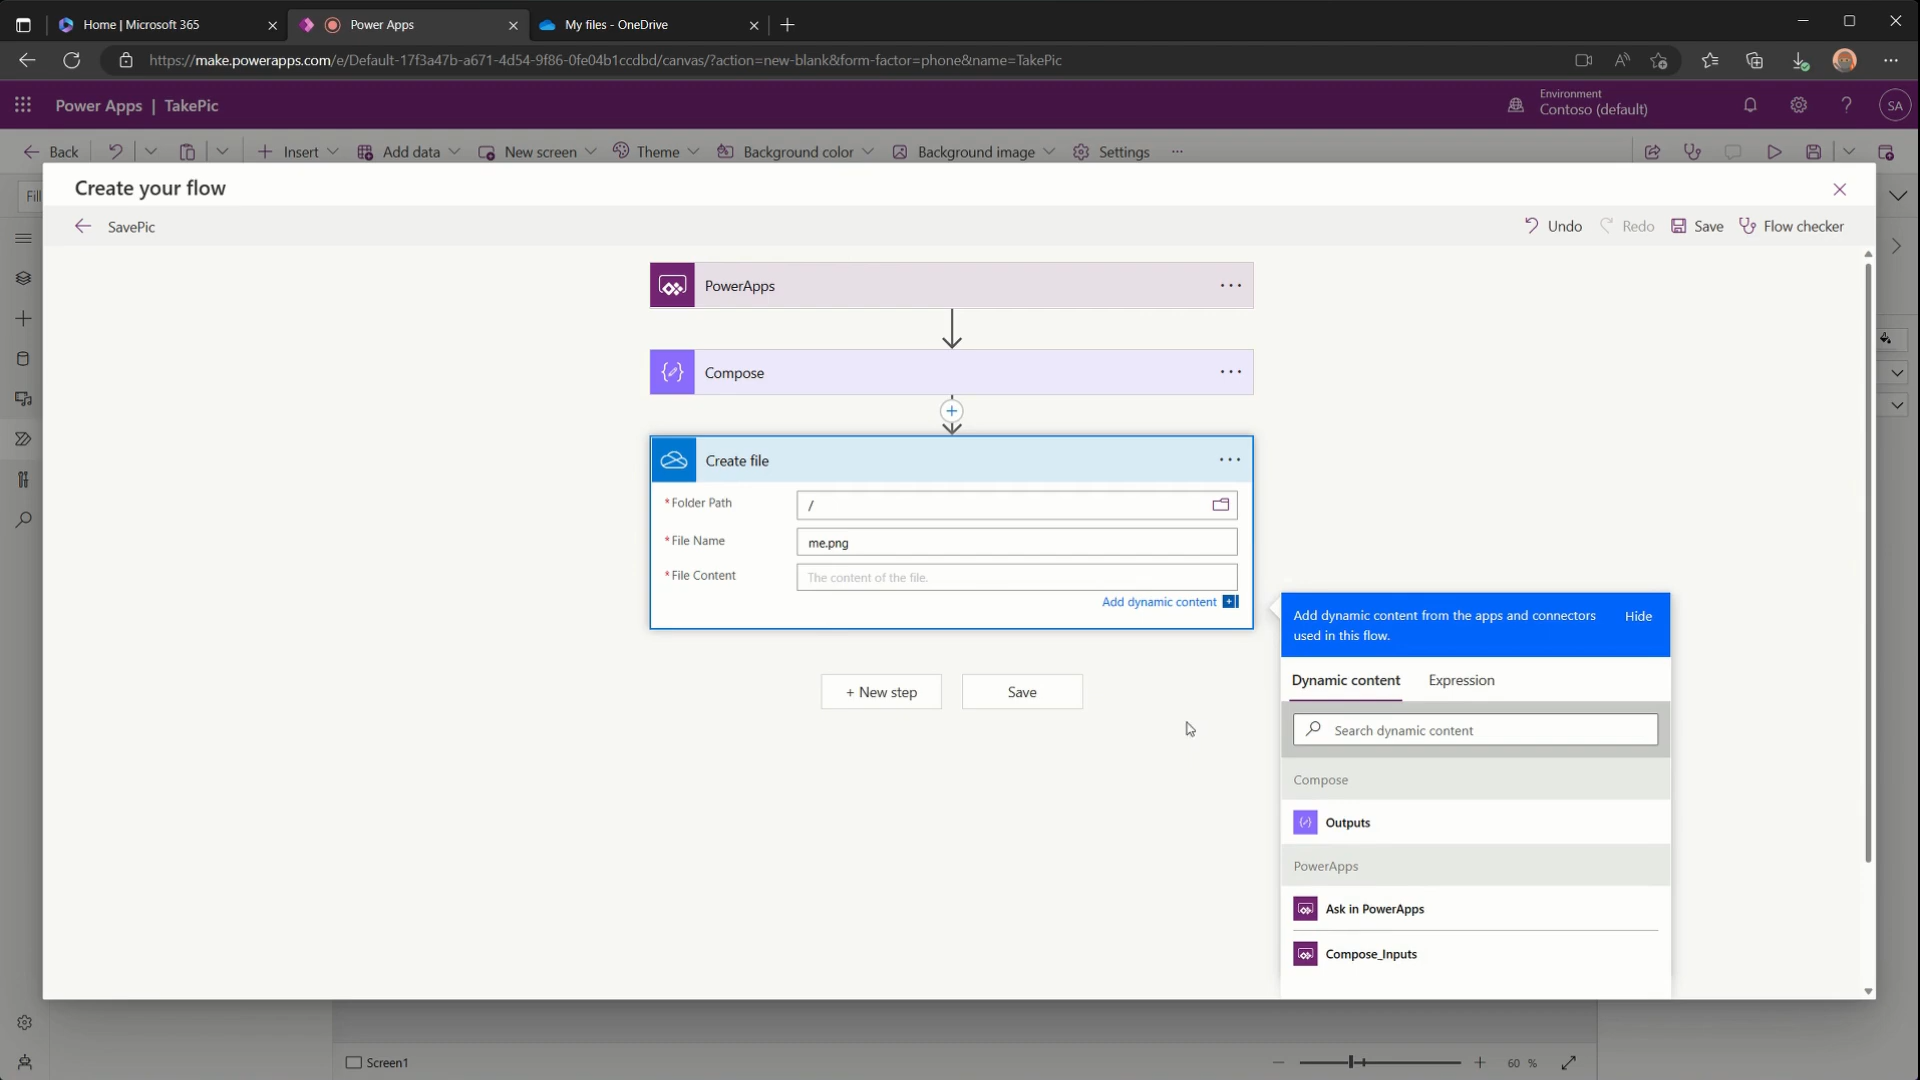 Home | Microsoft 365
Power Apps
My files - OneDrive
https://make.powerapps.com/e/Default-17f3a47b-a671-4d54-9f86-0fe04b1ccdbd/canvas/?action=new-blank&form-factor=phone&name=TakePic
Power Apps | TakePic
Environment
Contoso (default)
SA
Back
Insert
Add data
New screen
Theme
Background color
Background image
Settings
Fill
Create your flow
SavePic
Undo
Redo
Save
Flow checker
PowerApps
Compose
Create file
*Folder Path
/
*File Name
me.png
*File Content
The content of the file.
Add dynamic content
+ New step
Save
Add dynamic content from the apps and connectors
used in this flow.
Hide
Dynamic content
Expression
Search dynamic content
Compose
Outputs
PowerApps
Ask in PowerApps
Compose_Inputs
Screen1
60 %